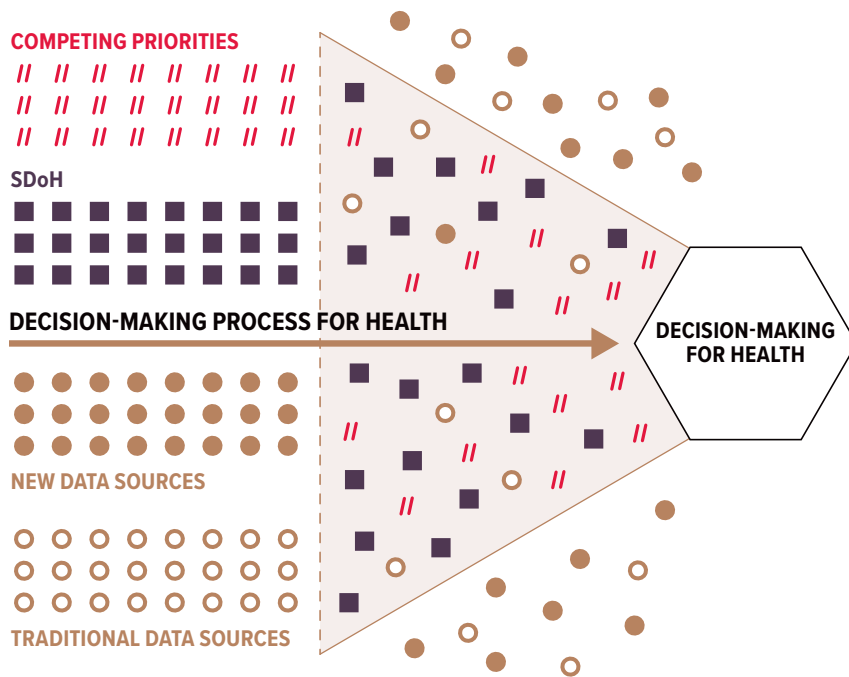 COMPETING PRIORITIES
SDoH
DECISION-MAKING PROCESS FOR HEALTH
DECISION-MAKING
FOR HEALTH
NEW DATA SOURCES
TRADITIONAL DATA SOURCES